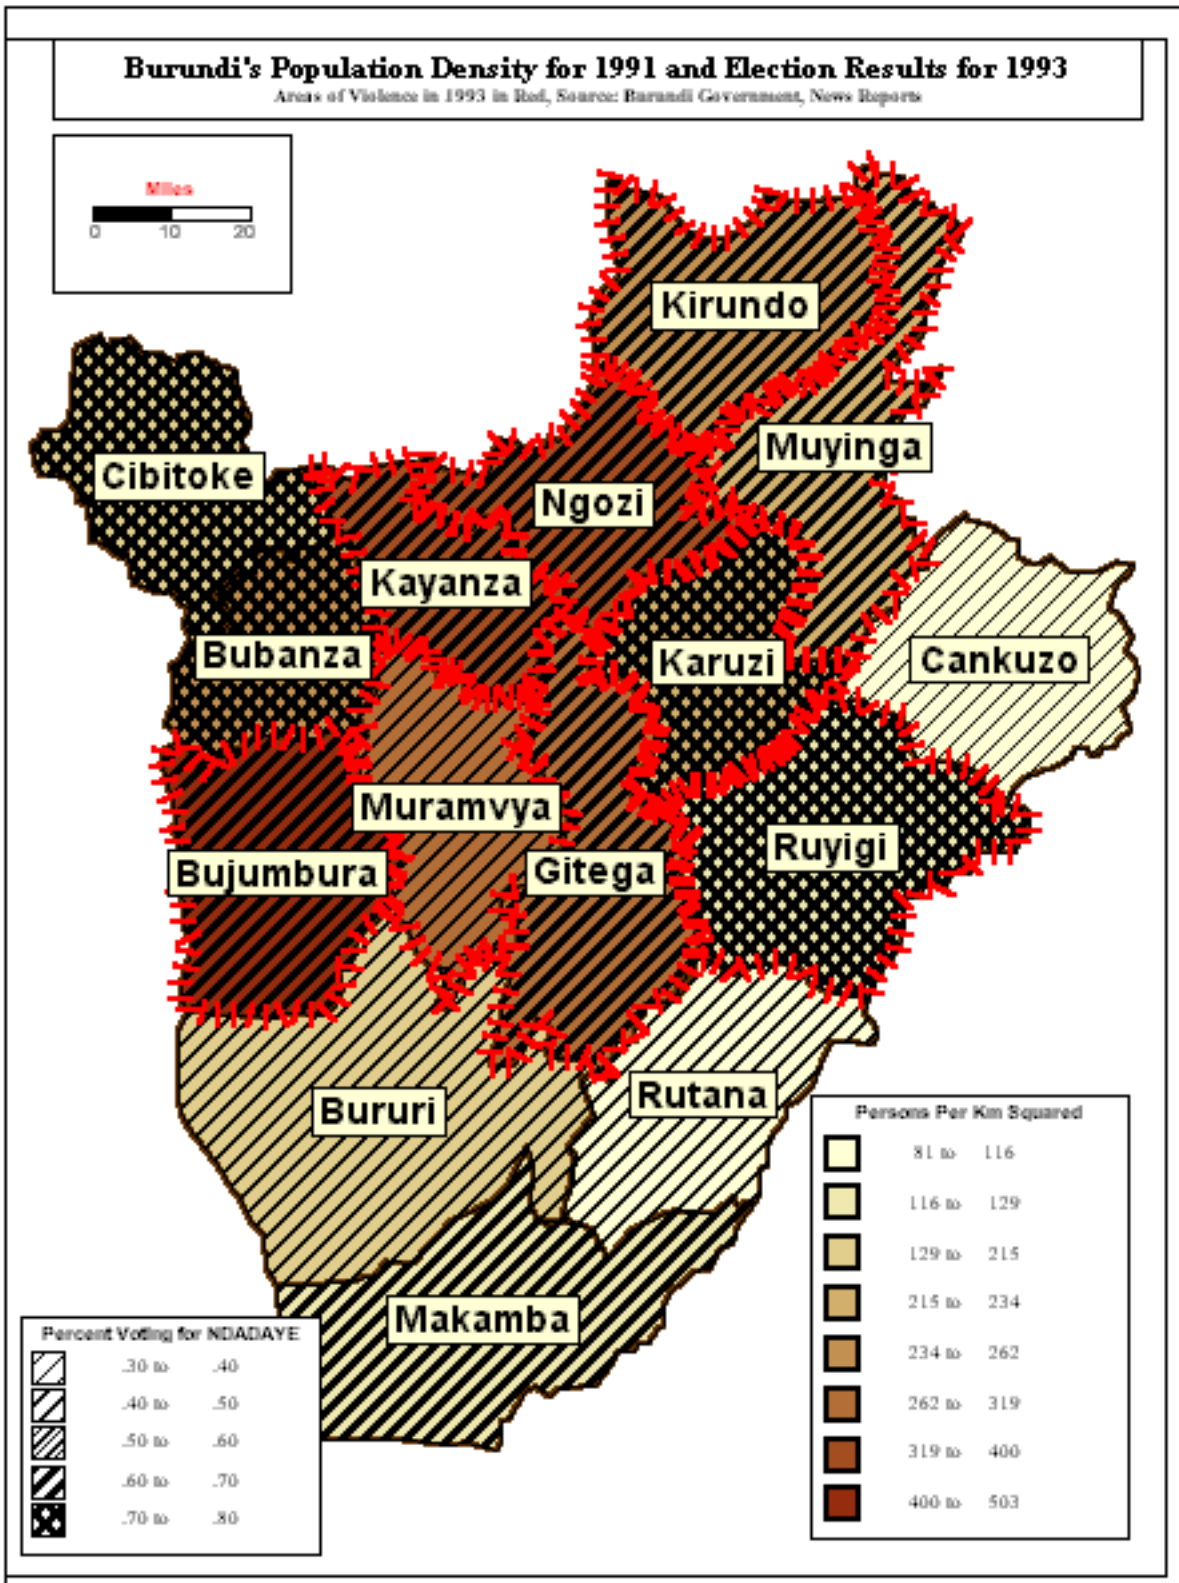 Burundi's Population Density for 1991 and Election Results for 1993
Areas of Violence in 1993 in Red, Source: Burundi Government, News Reports
Miles
0 10 20
Kirundo
Muyinga
Cibitoke
Ngozi
Kayanza
Bubanza
Karuzi
Cankuzo
Muramvya
Ruyigi
Bujumbura
Gitega
Rutana
Bururi
Makamba
Persons Per Km Squared
81 to 116
116 to 129
129 to 215
215 to 234
234 to 262
262 to 319
319 to 400
400 to 503
Percent Voting for NDADAYE
.30 to .40
.40 to .50
.50 to .60
.60 to .70
.70 to .80